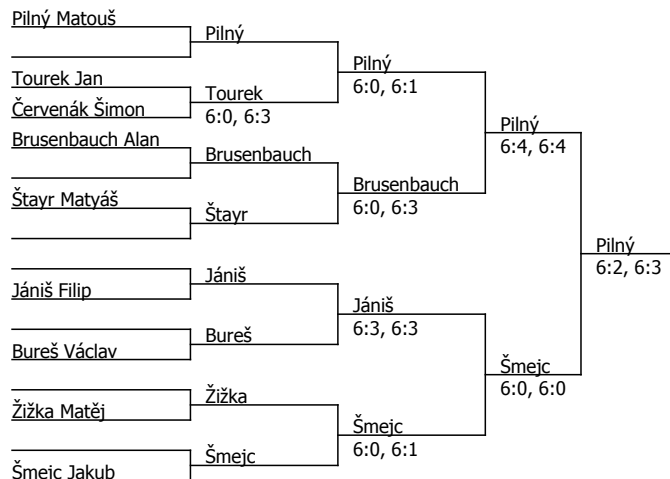 Pilný Matouš
Pilný
Pilný
6:0, 6:1
Tourek Jan
Tourek
6:0, 6:3
Červenák Šimon
Pilný
6:4, 6:4
Brusenbauch Alan
Brusenbauch
Brusenbauch
6:0, 6:3
Štayr Matyáš
Štayr
Pilný
6:2, 6:3
Jániš
Jániš Filip
Jániš
6:3, 6:3
Bureš
Bureš Václav
Šmejc
6:0, 6:0
Žižka
Žižka Matěj
Šmejc
6:0, 6:1
Šmejc
Šmejc Jakub